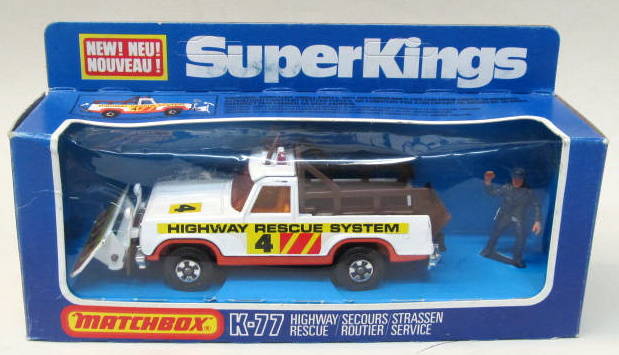 NEW! NEU!
NOUVEAU!
SuperKings
4
HIGHWAY RESCUE SYSTEM
4
MATCHBOX
K-77
HIGHWAY/SECOURS/STRASSEN
RESCUE/ROUTIER/SERVICE